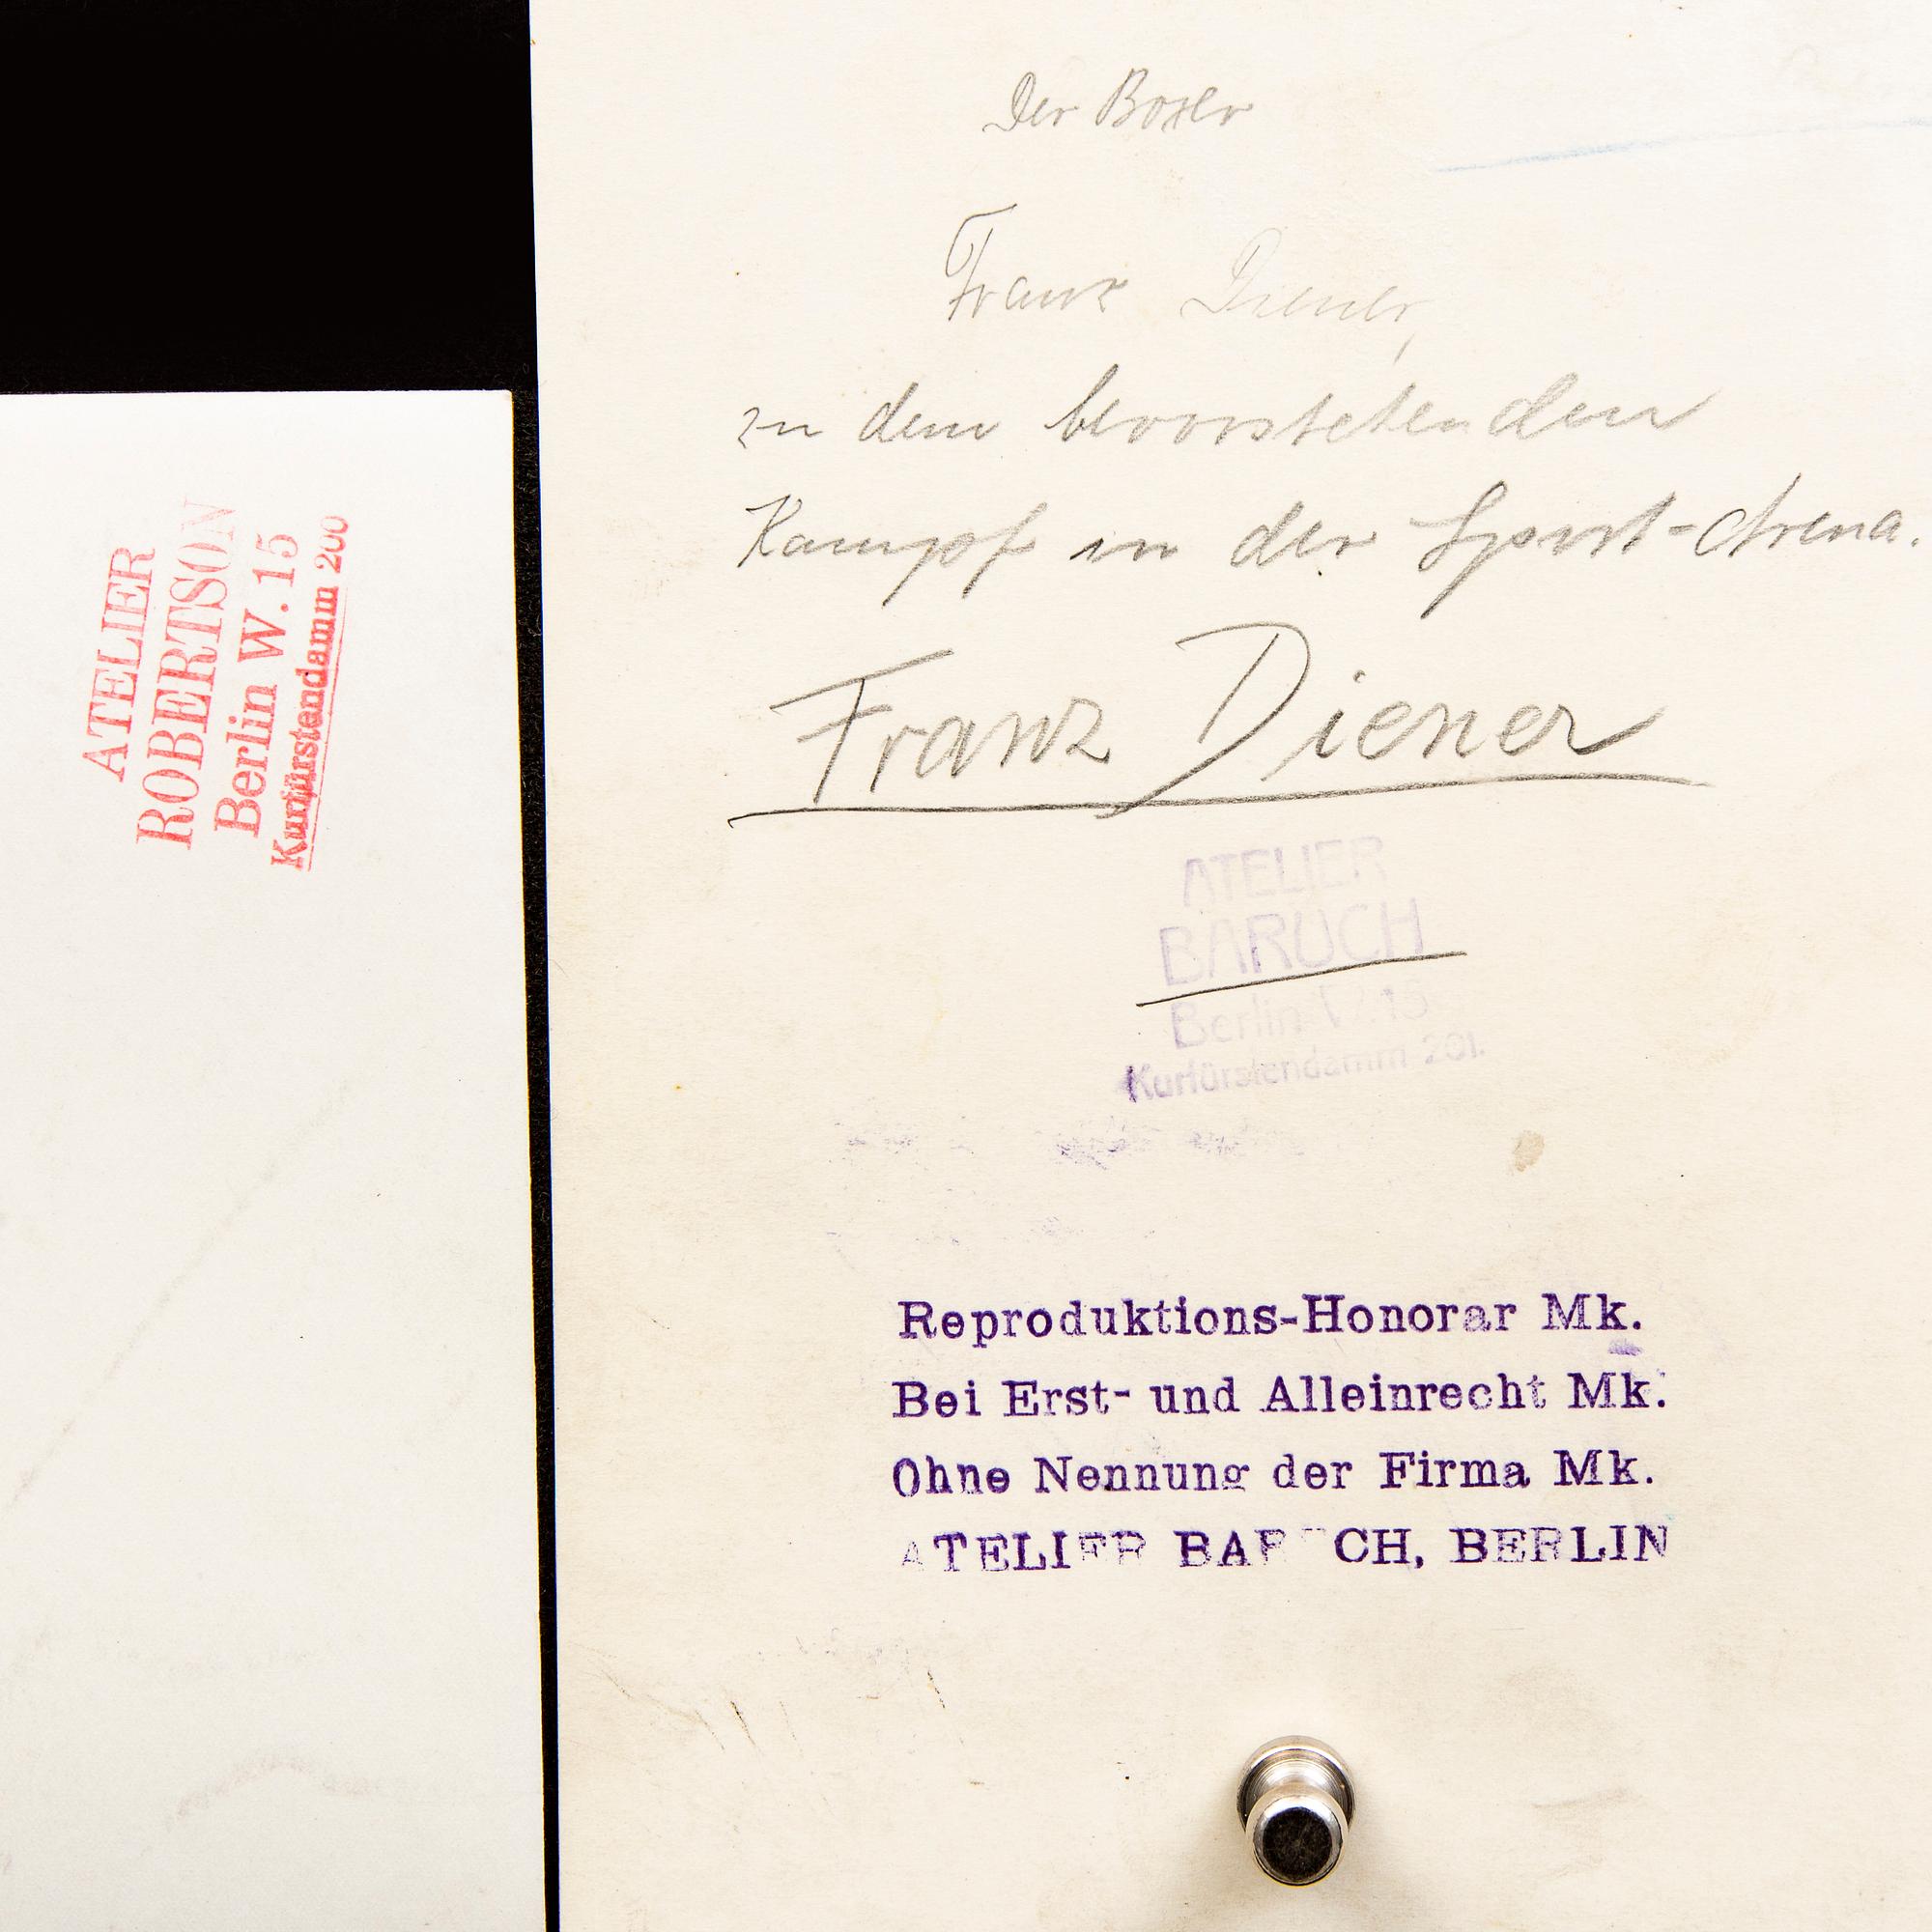 ATELIER
ROBERTSON
Berlin W. 15
Kurfürstendamm 200
Der Boxer
Franz Diener,
zu dem bevorstehenden
Kampf in der Sport-Arena.
Franz Diener
ATELIER
BARUCH
Berlin W. 15
Kurfürstendamm 201.
Reproduktions-Honorar Mk.
Bei Erst- und Alleinrecht Mk.
Ohne Nennung der Firma Mk.
ATELIER BARUCH, BERLIN